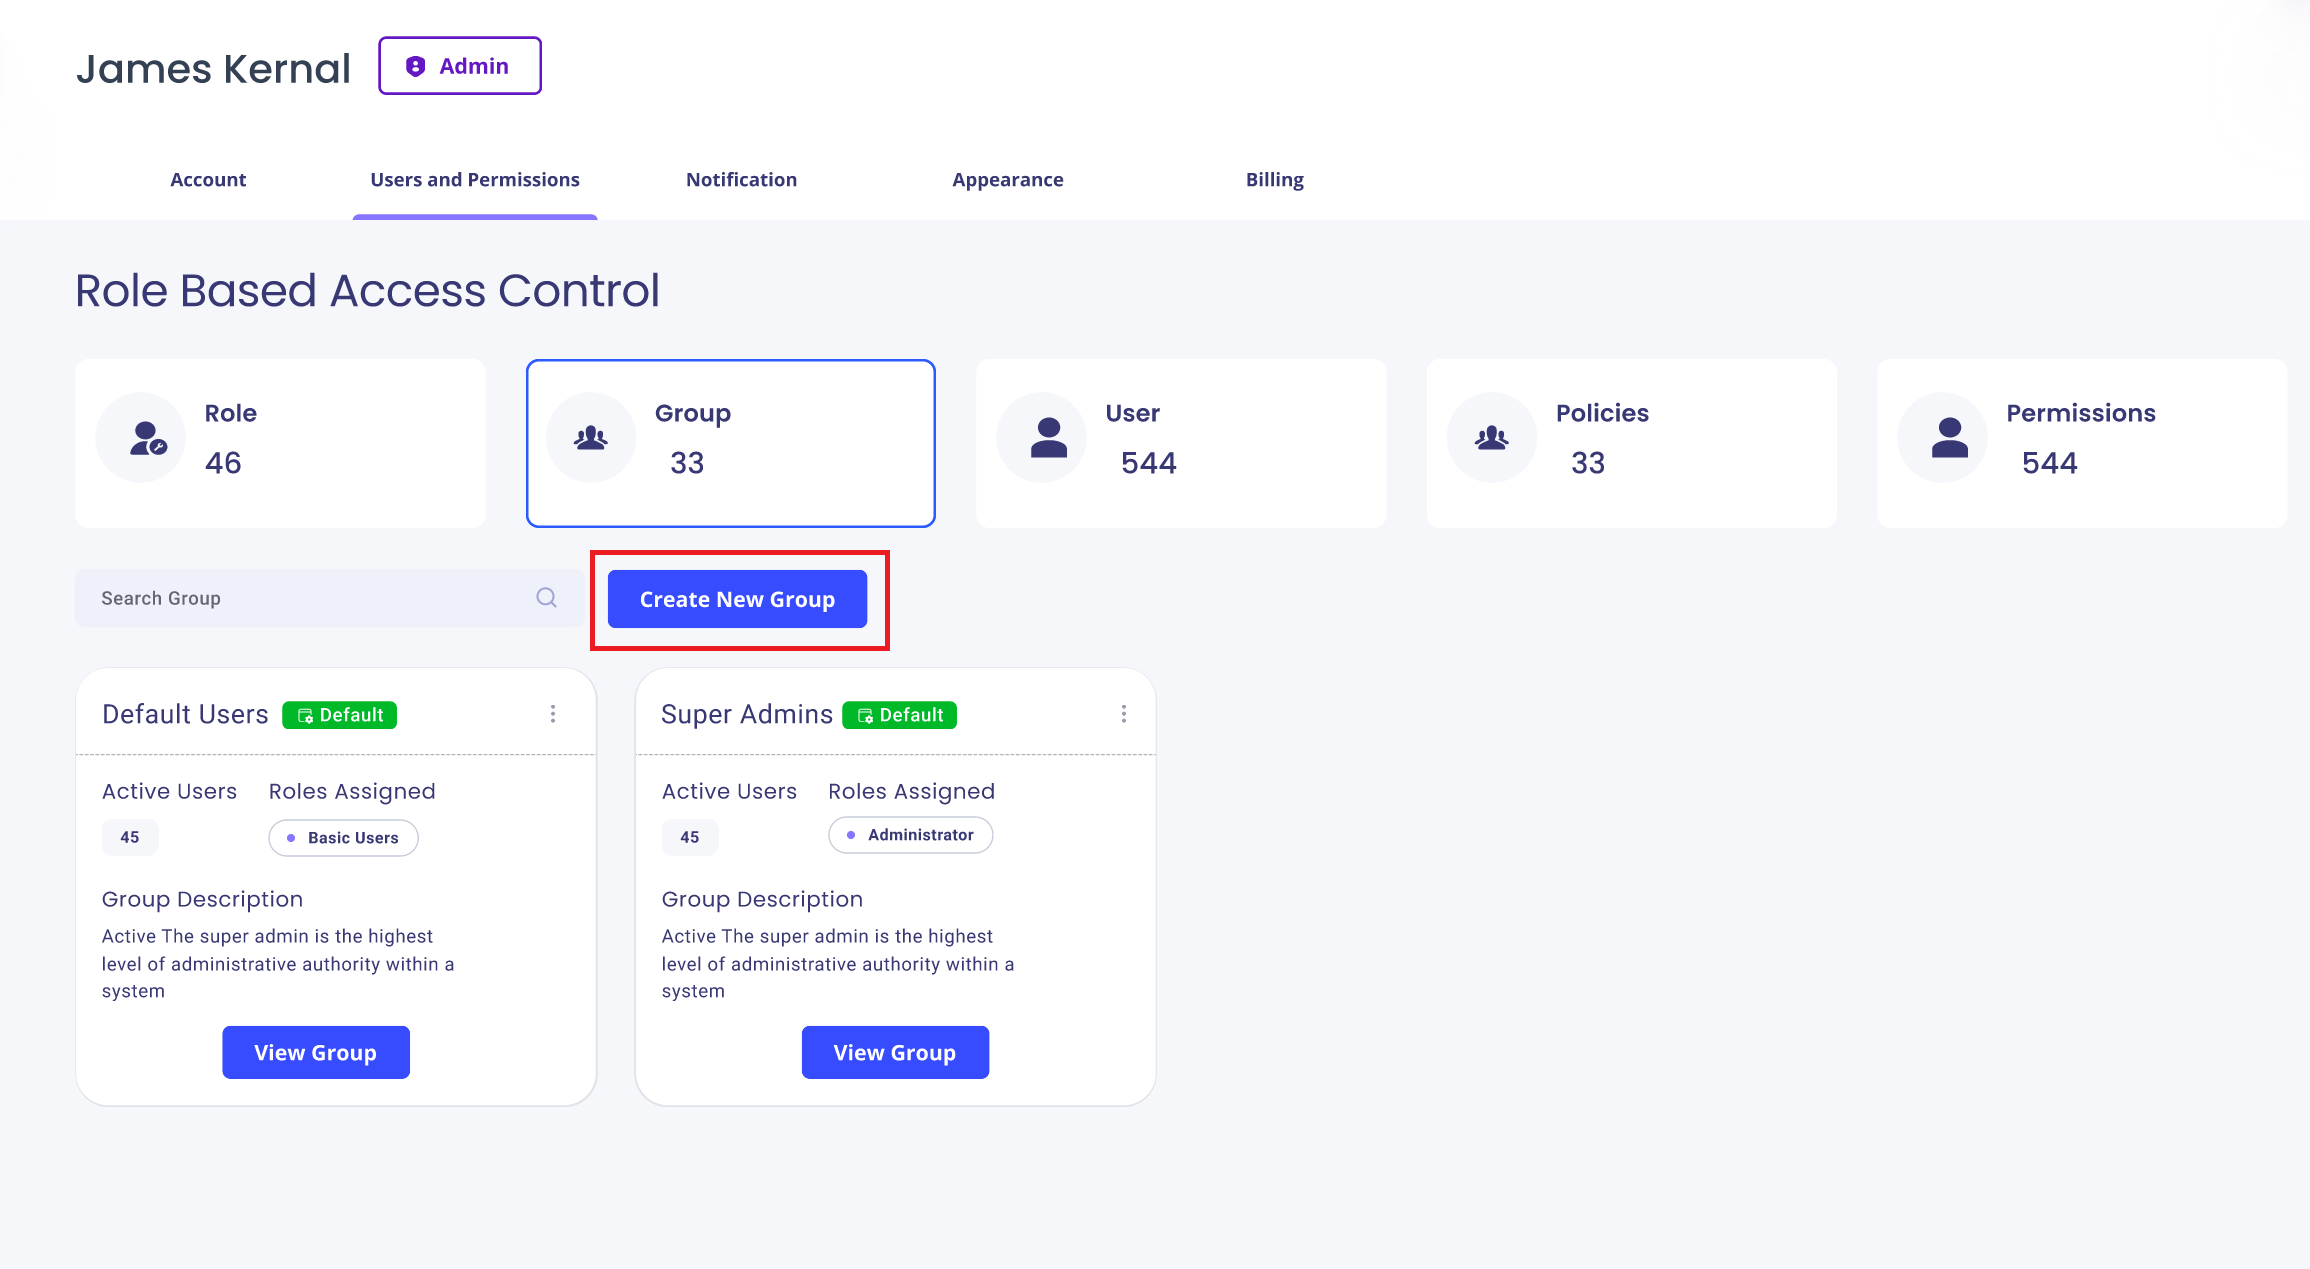 James Kernal
Admin
Account
Users and Permissions
Notification
Appearance
Billing
Role Based Access Control
Role
46
Group
33
User
544
Policies
33
Permissions
544
Search Group
Create New Group
Default Users
Default
Active Users
Roles Assigned
45
Basic Users
Group Description
Active The super admin is the highest
level of administrative authority within a
system
View Group
Super Admins
Default
Active Users
Roles Assigned
45
Administrator
Group Description
Active The super admin is the highest
level of administrative authority within a
system
View Group